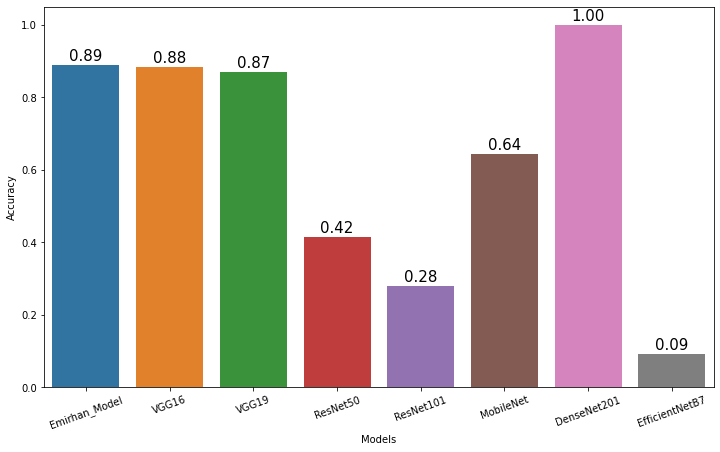 1.00
1.0
0.89
0.88
0.87
0.8
0.64
0.6
Accuracy
0.42
0.4
0.28
0.2
0.09
0.0
Emirhan_Model
VGG16
VGG19
ResNet50
ResNet101
MobileNet
DenseNet201
EfficientNetB7
Models